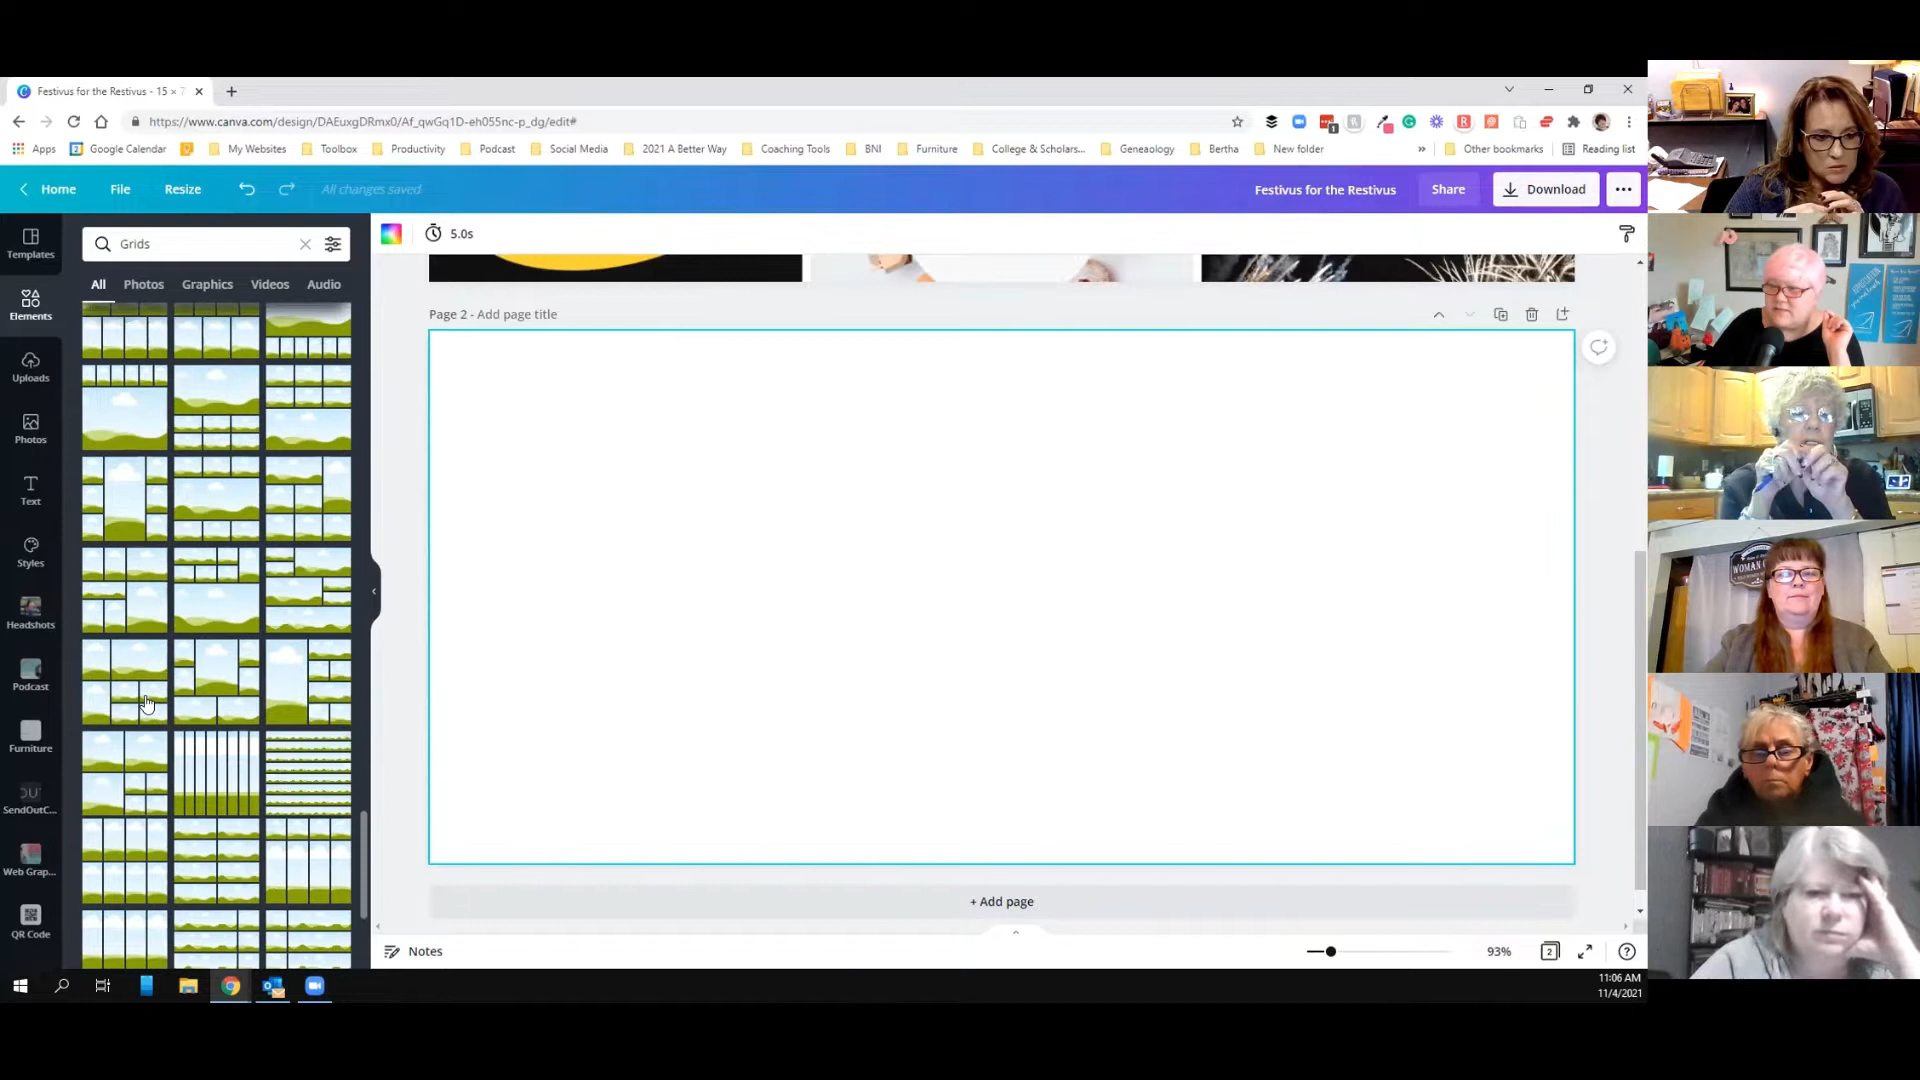 Festivus for the Restivus - 15 × 7
https://www.canva.com/design/DAEuxgDRmx0/Af_qwGq1D-eh055nc-p_dg/edit#
Apps Google Calendar My Websites Toolbox Productivity Podcast Social Media 2021 A Better Way Coaching Tools BNI Furniture College & Scholars... Geneaology Bertha New folder » Other bookmarks Reading list
Home File Resize All changes saved Festivus for the Restivus Share Download
Templates
Elements
Uploads
Photos
Text
Styles
Headshots
Podcast
Furniture
SendOutC...
Web Grap...
QR Code
Grids
All Photos Graphics Videos Audio
5.0s
Page 2 - Add page title
+ Add page
Notes 93% 2
11:06 AM
11/4/2021
WOMAN